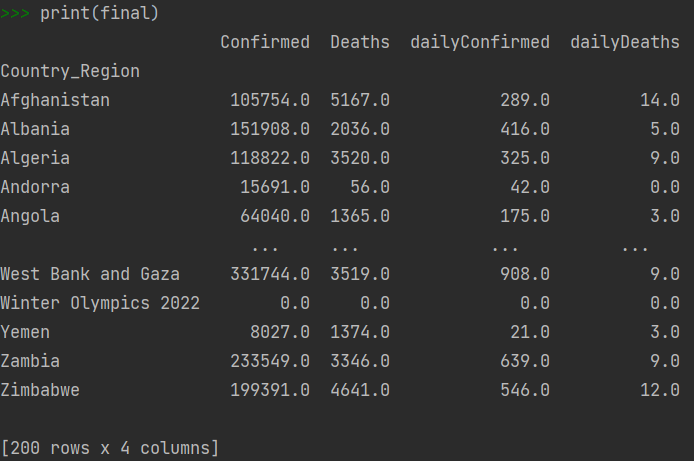 >>> print(final)
Confirmed Deaths dailyConfirmed dailyDeaths
Country_Region
Afghanistan 105754.0 5167.0 289.0 14.0
Albania 151908.0 2036.0 416.0 5.0
Algeria 118822.0 3520.0 325.0 9.0
Andorra 15691.0 56.0 42.0 0.0
Angola 64040.0 1365.0 175.0 3.0
... ... ... ...
West Bank and Gaza 331744.0 3519.0 908.0 9.0
Winter Olympics 2022 0.0 0.0 0.0 0.0
Yemen 8027.0 1374.0 21.0 3.0
Zambia 233549.0 3346.0 639.0 9.0
Zimbabwe 199391.0 4641.0 546.0 12.0
[200 rows x 4 columns]